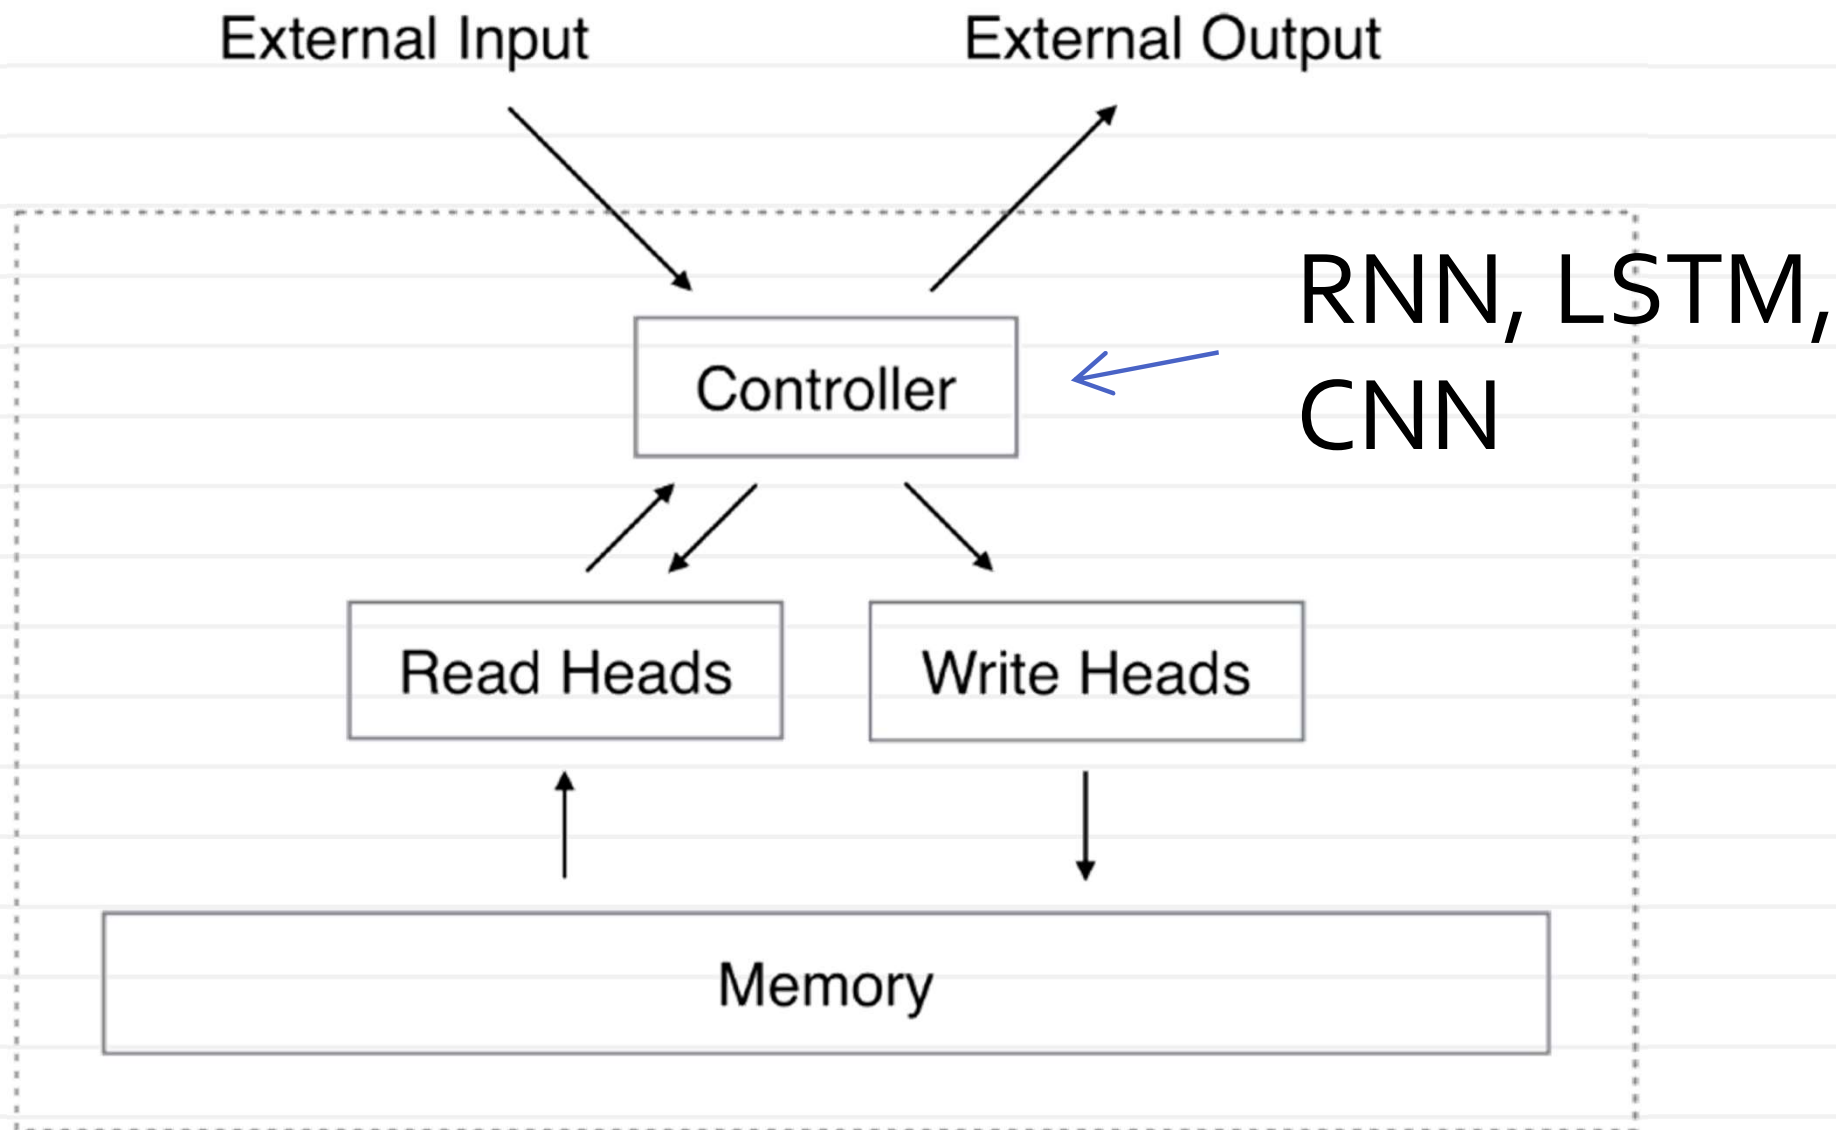 External Input
External Output
RNN, LSTM,
CNN
Controller
Read Heads
Write Heads
Memory